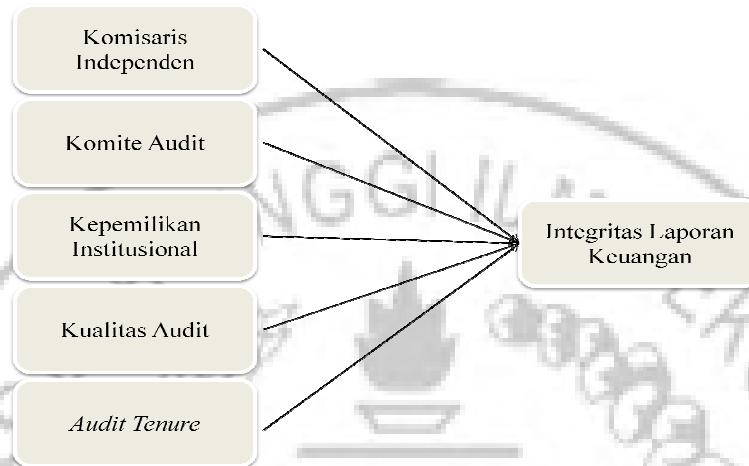 Komisaris
Independen
Komite Audit
Kepemilikan
Institusional
Kualitas Audit
Audit Tenure
Integritas Laporan
Keuangan